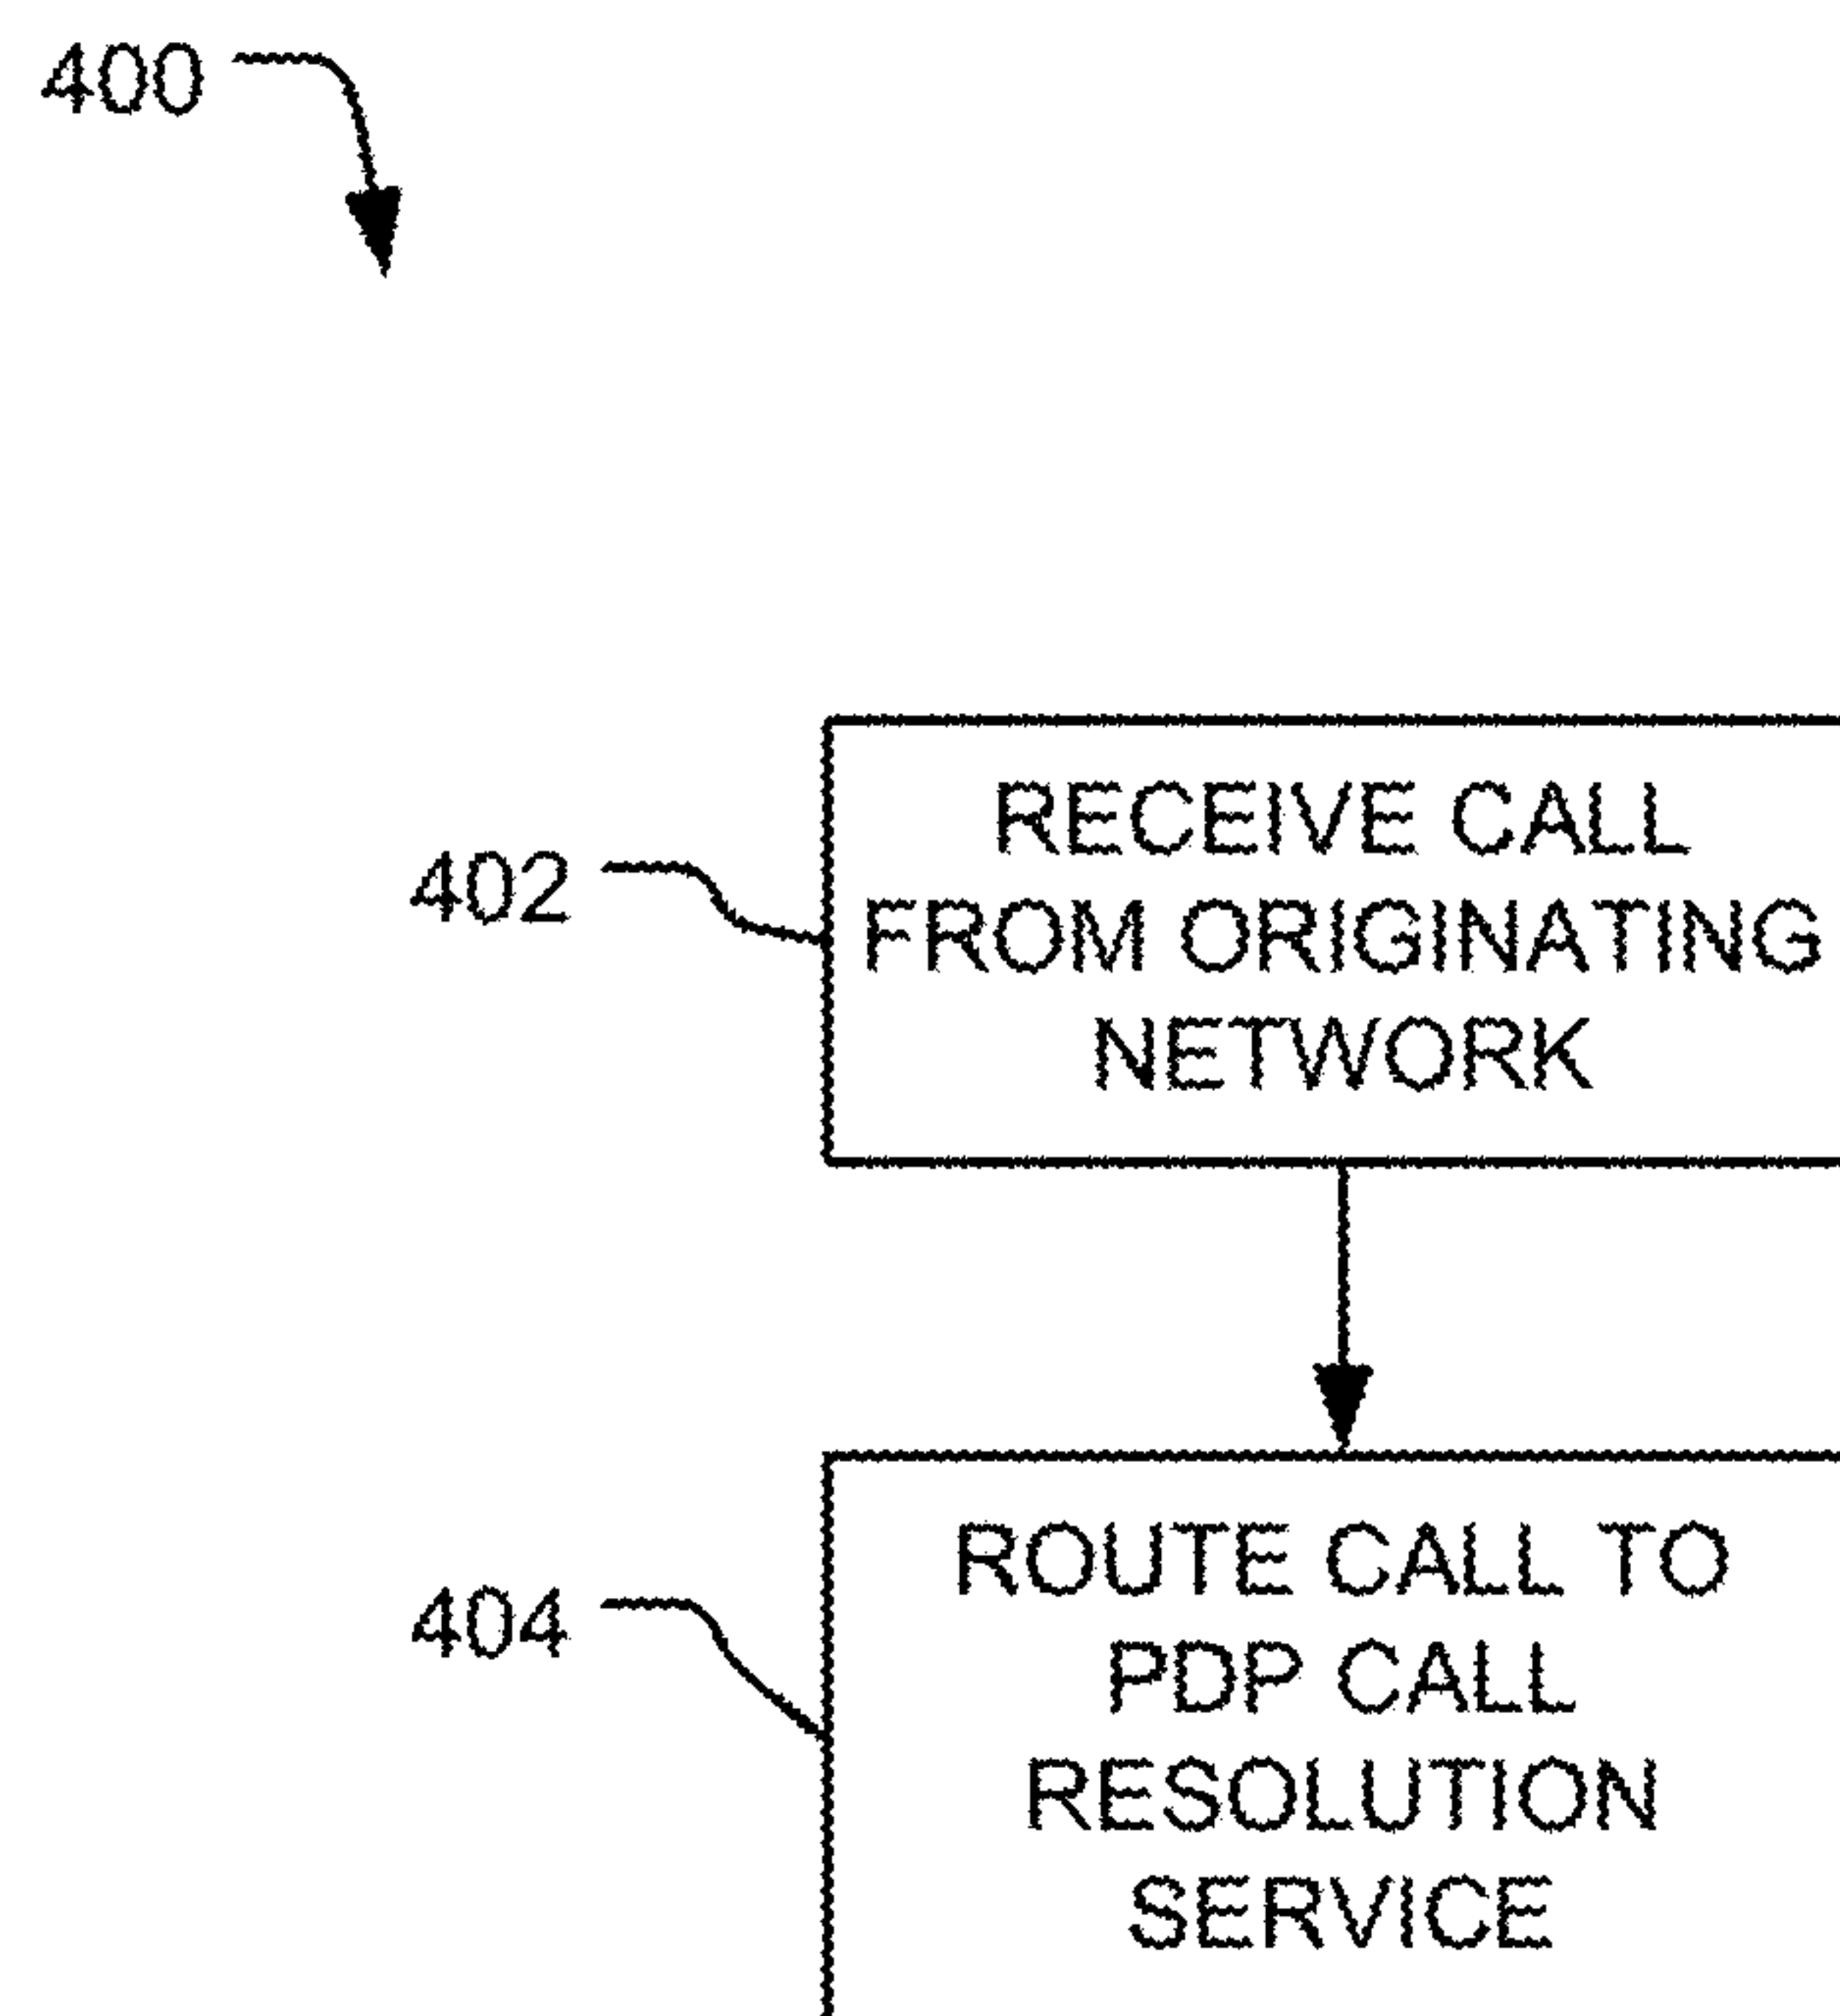 400
402
RECEIVE CALL
FROM ORIGINATING
NETWORK
404
ROUTE CALL TO
PDP CALL
RESOLUTION
SERVICE